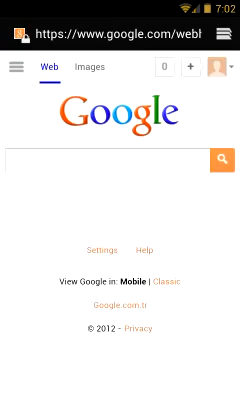 7:02
https://www.google.com/webh
Web Images 0 +
Google
Settings Help
View Google in: Mobile | Classic
Google.com.tr
© 2012 - Privacy